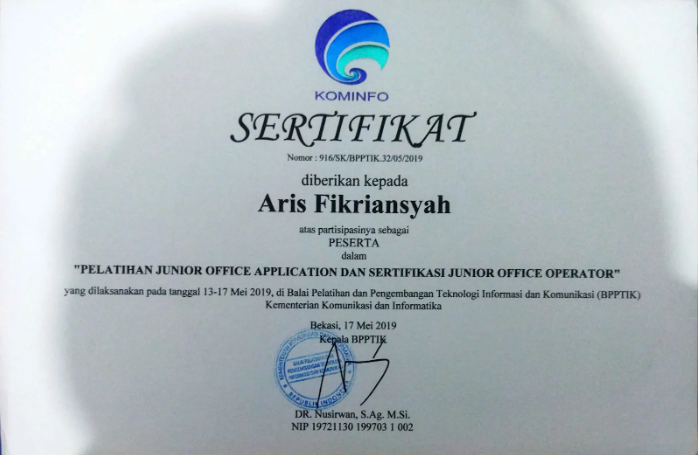 KOMINFO
SERTIFIKAT
Nomor : 916/SK/BPPTIK.32/05/2019
diberikan kepada
Aris Fikriansyah
atas partisipasinya sebagai
PESERTA
dalam
"PELATIHAN JUNIOR OFFICE APPLICATION DAN SERTIFIKASI JUNIOR OFFICE OPERATOR"
yang dilaksanakan pada tanggal 13-17 Mei 2019, di Balai Pelatihan dan Pengembangan Teknologi Informasi dan Komunikasi (BPPTIK)
Kementerian Komunikasi dan Informatika
Bekasi, 17 Mei 2019
Kepala BPPTIK
REPUBLIK INDONESIA
DR. Nusirwan, S.Ag. M.Si.
NIP 19721130 199703 1 002